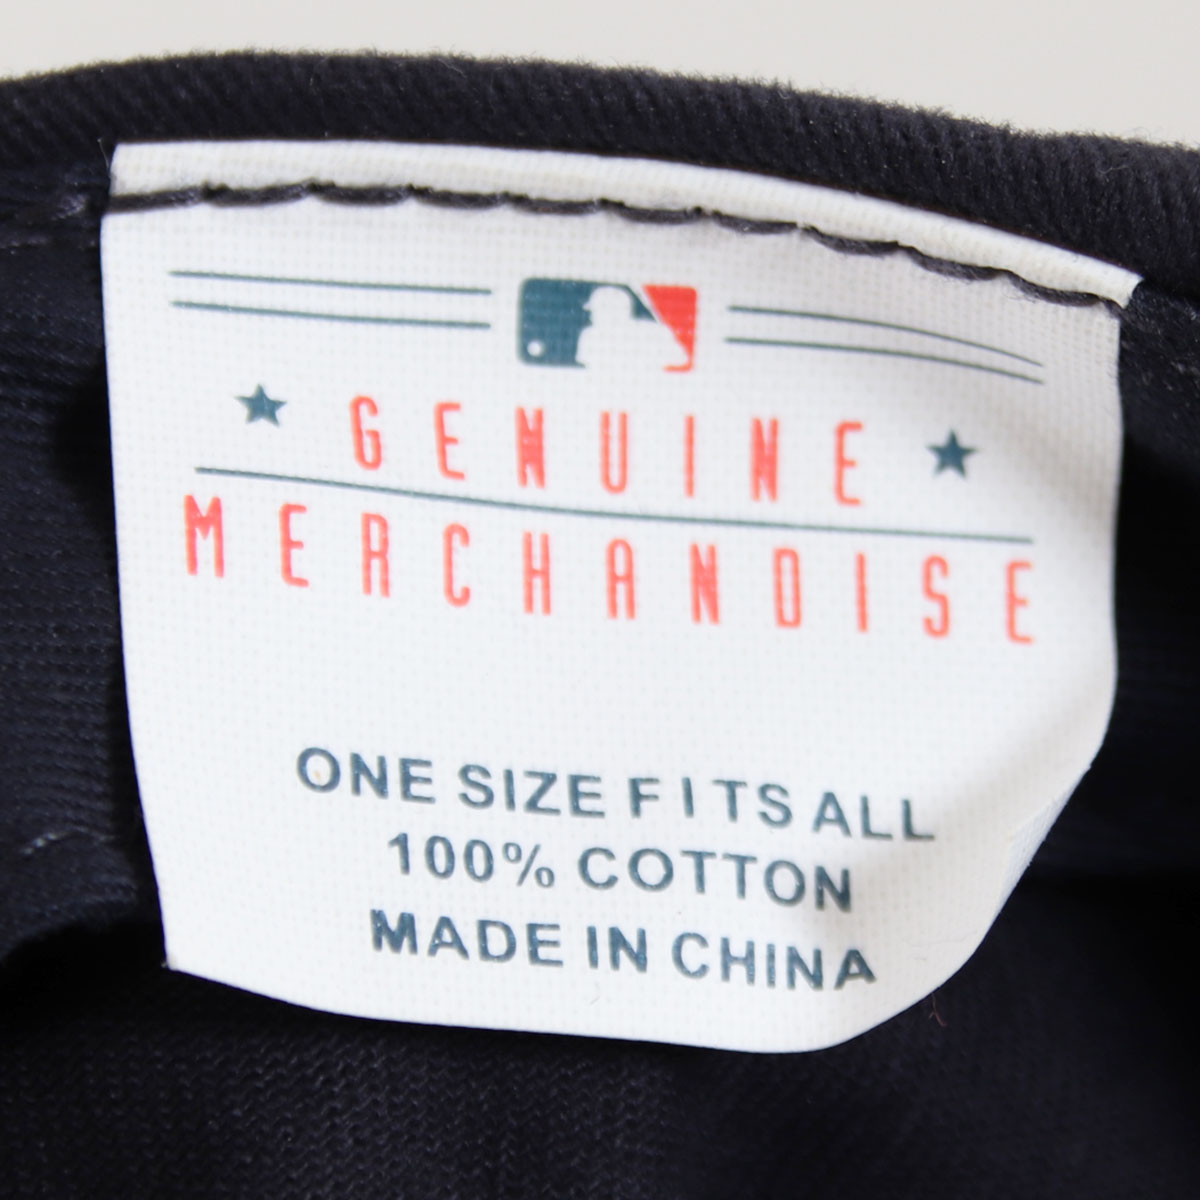 GENUINE
MERCHANDISE
ONE SIZE FITS ALL
100% COTTON
MADE IN CHINA